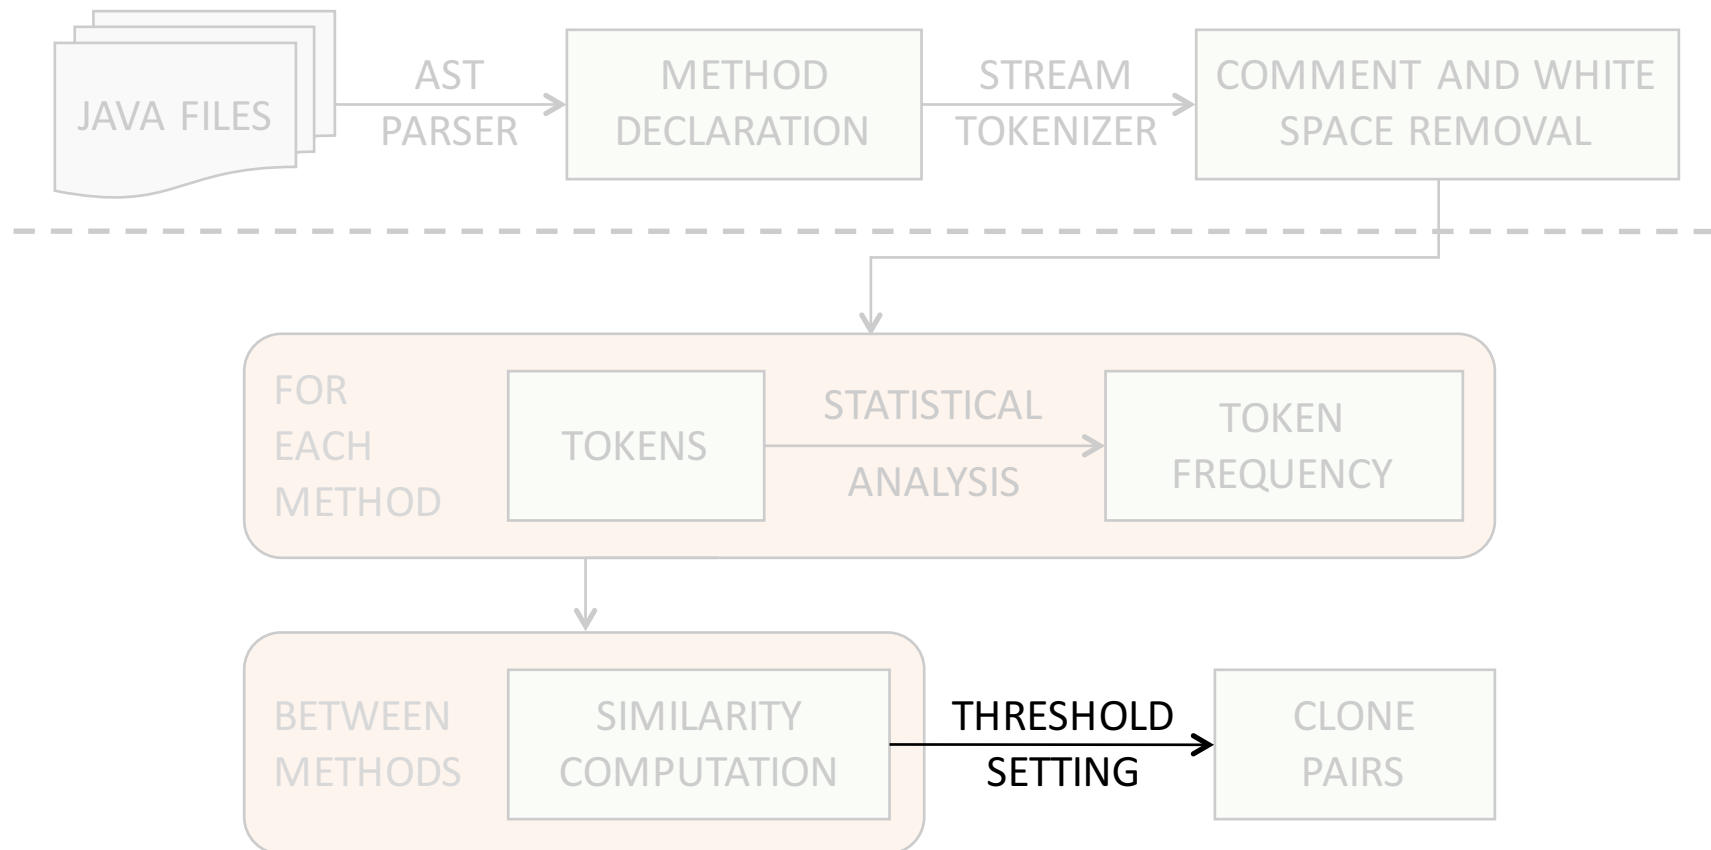 JAVA FILES
AST
PARSER
METHOD
DECLARATION
STREAM
TOKENIZER
COMMENT AND WHITE
SPACE REMOVAL
FOR
EACH
METHOD
TOKENS
STATISTICAL
ANALYSIS
TOKEN
FREQUENCY
BETWEEN
METHODS
SIMILARITY
COMPUTATION
THRESHOLD
SETTING
CLONE
PAIRS